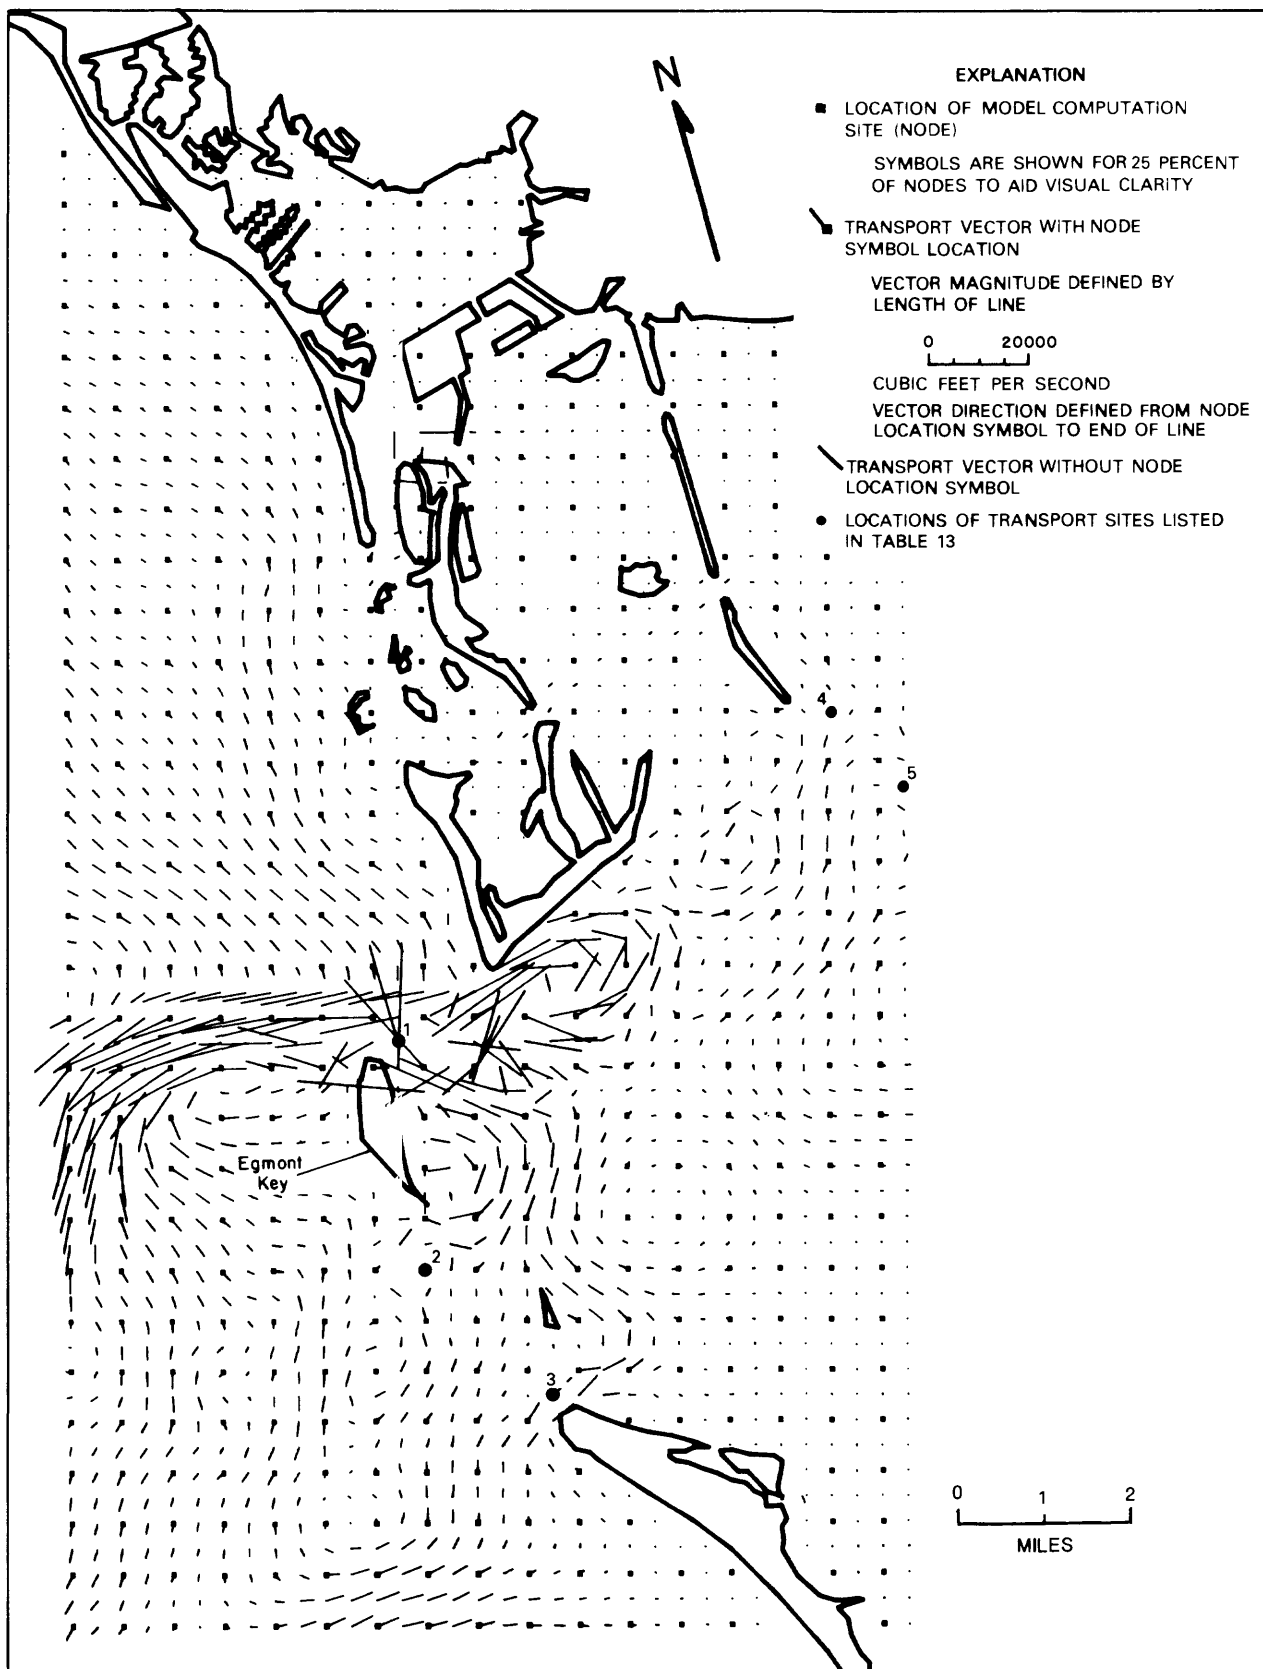 N
EXPLANATION
LOCATION OF MODEL COMPUTATION
SITE (NODE)
SYMBOLS ARE SHOWN FOR 25 PERCENT
OF NODES TO AID VISUAL CLARITY
TRANSPORT VECTOR WITH NODE
SYMBOL LOCATION
VECTOR MAGNITUDE DEFINED BY
LENGTH OF LINE
0 20000
CUBIC FEET PER SECOND
VECTOR DIRECTION DEFINED FROM NODE
LOCATION SYMBOL TO END OF LINE
TRANSPORT VECTOR WITHOUT NODE
LOCATION SYMBOL
LOCATIONS OF TRANSPORT SITES LISTED
IN TABLE 13
4
5
1
Egmont
Key
2
3
0 1 2
MILES